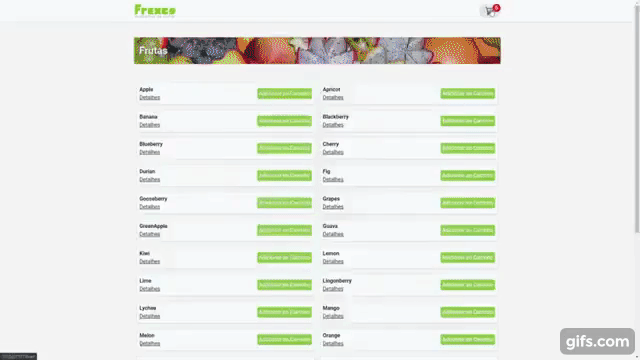 Frexco
Frutas
Apple
Detalhes
Adicionar ao Carrinho
Apricot
Detalhes
Adicionar ao Carrinho
Banana
Detalhes
Adicionar ao Carrinho
Blackberry
Detalhes
Adicionar ao Carrinho
Blueberry
Detalhes
Adicionar ao Carrinho
Cherry
Detalhes
Adicionar ao Carrinho
Durian
Detalhes
Adicionar ao Carrinho
Fig
Detalhes
Adicionar ao Carrinho
Gooseberry
Detalhes
Adicionar ao Carrinho
Grapes
Detalhes
Adicionar ao Carrinho
GreenApple
Detalhes
Adicionar ao Carrinho
Guava
Detalhes
Adicionar ao Carrinho
Kiwi
Detalhes
Adicionar ao Carrinho
Lemon
Detalhes
Adicionar ao Carrinho
Lime
Detalhes
Adicionar ao Carrinho
Lingonberry
Detalhes
Adicionar ao Carrinho
Lychee
Detalhes
Adicionar ao Carrinho
Mango
Detalhes
Adicionar ao Carrinho
Melon
Detalhes
Adicionar ao Carrinho
Orange
Detalhes
Adicionar ao Carrinho
gifs.com